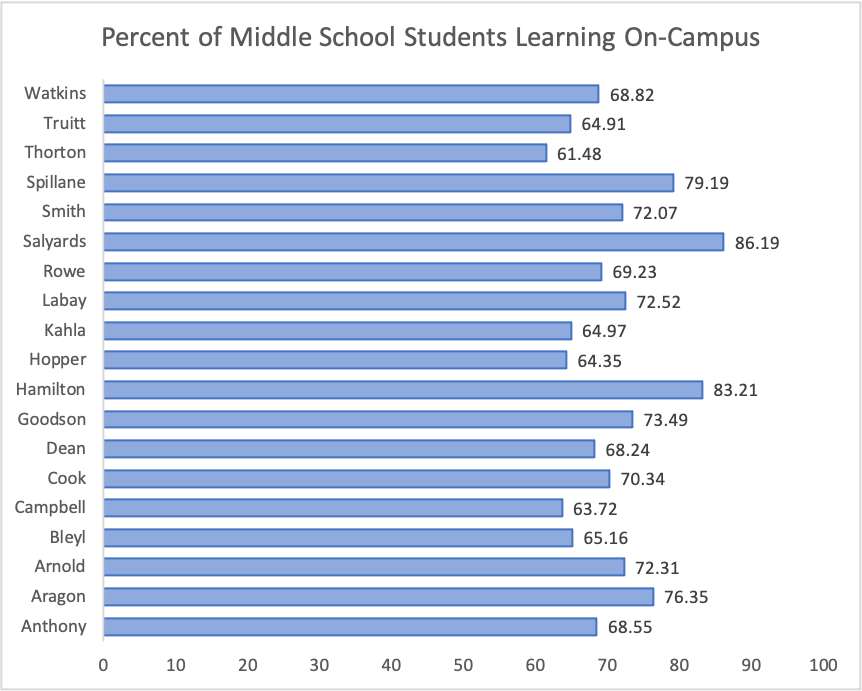 Percent of Middle School Students Learning On-Campus
Watkins 68.82
Truitt 64.91
Thorton 61.48
Spillane 79.19
Smith 72.07
Salyards 86.19
Rowe 69.23
Labay 72.52
Kahla 64.97
Hopper 64.35
Hamilton 83.21
Goodson 73.49
Dean 68.24
Cook 70.34
Campbell 63.72
Bleyl 65.16
Arnold 72.31
Aragon 76.35
Anthony 68.55
0 10 20 30 40 50 60 70 80 90 100